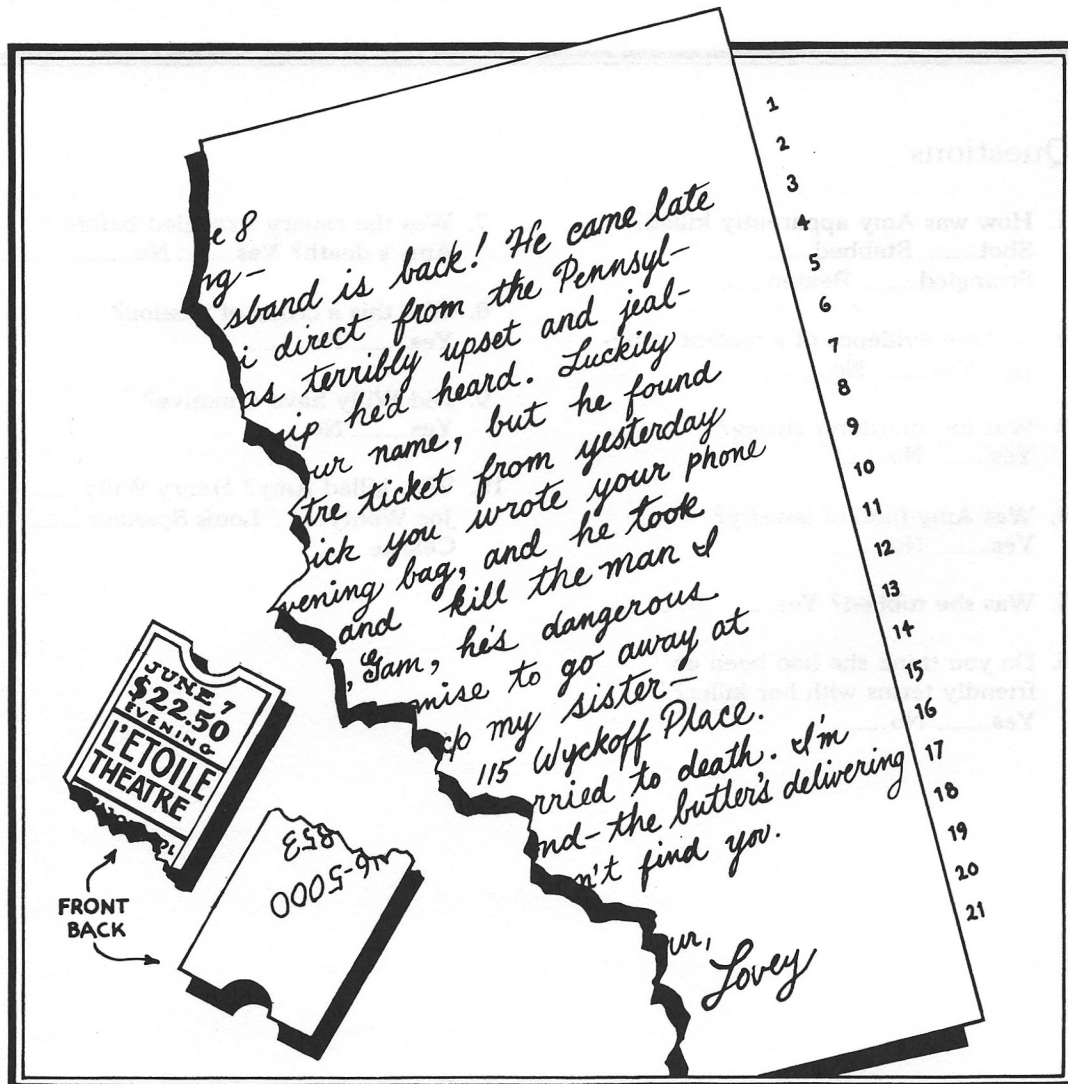 e 8
ng-
sband is back! He came late
i direct from the Pennsyl-
as terribly upset and jeal-
sip he'd heard. Luckily
ur name, but he found
tre ticket from yesterday
ick you wrote your phone
vening bag, and he took
and kill the man I
, Sam, he's dangerous
mise to go away at
c/o my sister—
115 Wyckoff Place.
rried to death. I'm
nd—the butler's delivering
n't find you.
ur,
Lovey
1
2
3
4
5
6
7
8
9
10
11
12
13
14
15
16
17
18
19
20
21
JUNE 7
$22.50
EVENING
L'ETOILE
THEATRE
6-5000
853
FRONT
BACK